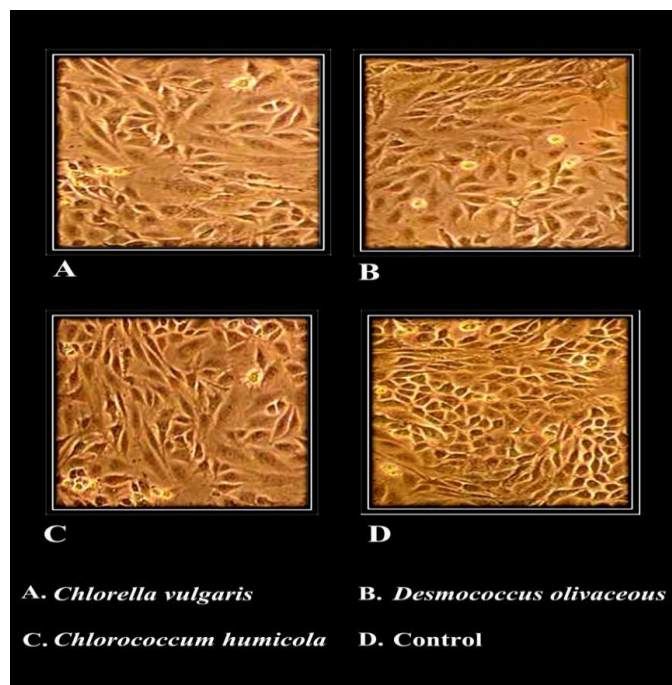 A
B
C
D
A. Chlorella vulgaris
B. Desmococcus olivaceous
C. Chlorococcum humicola
D. Control